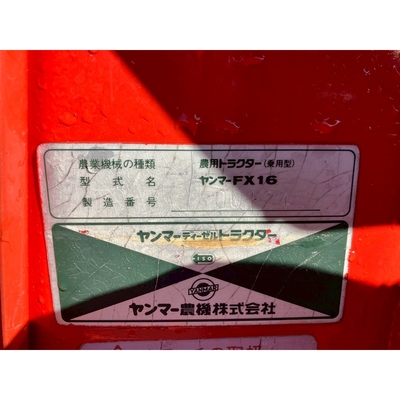 農業機械の種類 農用トラクター(乗用型)
型式名 ヤンマーFX16
製造番号
ヤンマーディーゼルトラクター
ISO
YANMAR
ヤンマー農機株式会社